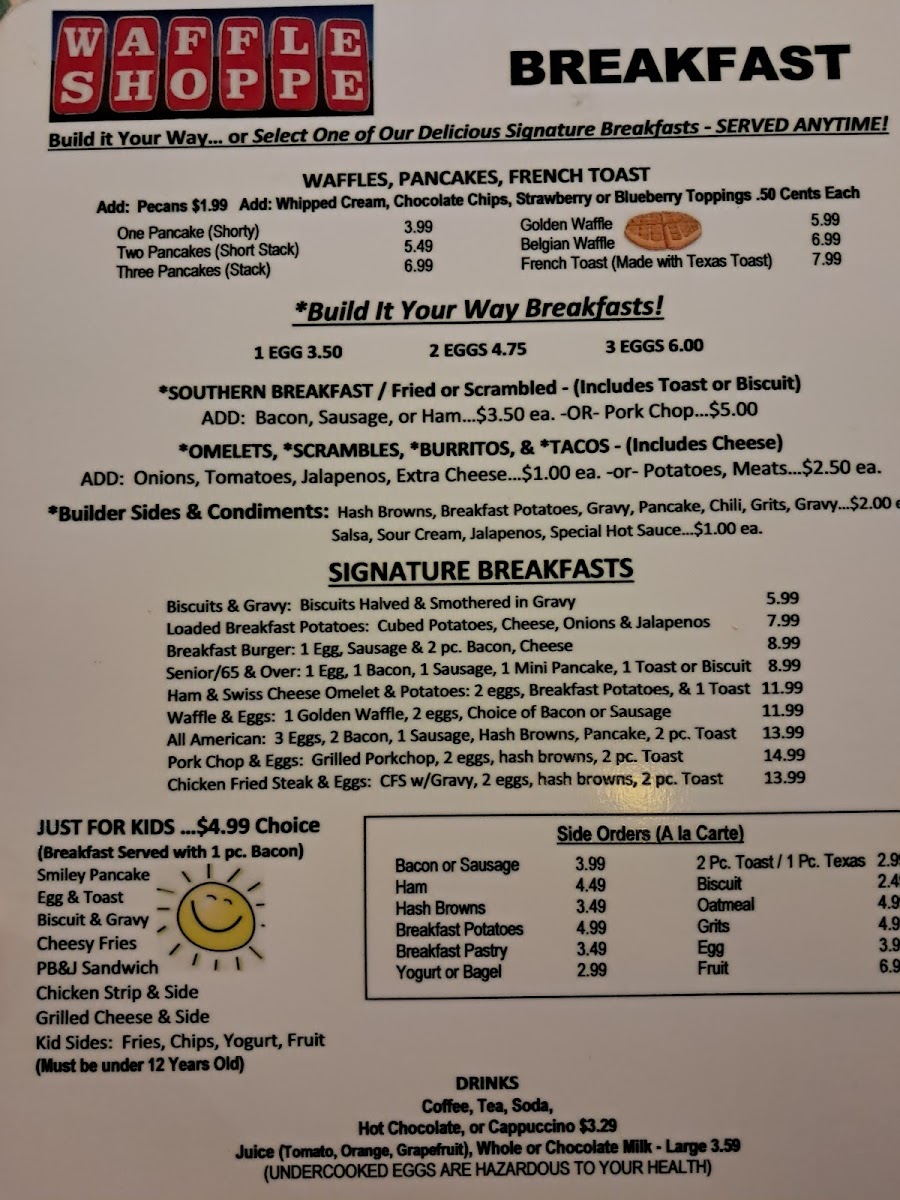 WAFFLE
SHOPPE
BREAKFAST
Build it Your Way... or Select One of Our Delicious Signature Breakfasts - SERVED ANYTIME!
WAFFLES, PANCAKES, FRENCH TOAST
Add: Pecans $1.99 Add: Whipped Cream, Chocolate Chips, Strawberry or Blueberry Toppings .50 Cents Each
One Pancake (Shorty) 3.99 Golden Waffle 5.99
Two Pancakes (Short Stack) 5.49 Belgian Waffle 6.99
Three Pancakes (Stack) 6.99 French Toast (Made with Texas Toast) 7.99
*Build It Your Way Breakfasts!
1 EGG 3.50 2 EGGS 4.75 3 EGGS 6.00
*SOUTHERN BREAKFAST / Fried or Scrambled - (Includes Toast or Biscuit)
ADD: Bacon, Sausage, or Ham...$3.50 ea. -OR- Pork Chop...$5.00
*OMELETS, *SCRAMBLES, *BURRITOS, & *TACOS - (Includes Cheese)
ADD: Onions, Tomatoes, Jalapenos, Extra Cheese...$1.00 ea. -or- Potatoes, Meats...$2.50 ea.
*Builder Sides & Condiments: Hash Browns, Breakfast Potatoes, Gravy, Pancake, Chili, Grits, Gravy...$2.00 e
Salsa, Sour Cream, Jalapenos, Special Hot Sauce...$1.00 ea.
SIGNATURE BREAKFASTS
Biscuits & Gravy: Biscuits Halved & Smothered in Gravy 5.99
Loaded Breakfast Potatoes: Cubed Potatoes, Cheese, Onions & Jalapenos 7.99
Breakfast Burger: 1 Egg, Sausage & 2 pc. Bacon, Cheese 8.99
Senior/65 & Over: 1 Egg, 1 Bacon, 1 Sausage, 1 Mini Pancake, 1 Toast or Biscuit 8.99
Ham & Swiss Cheese Omelet & Potatoes: 2 eggs, Breakfast Potatoes, & 1 Toast 11.99
Waffle & Eggs: 1 Golden Waffle, 2 eggs, Choice of Bacon or Sausage 11.99
All American: 3 Eggs, 2 Bacon, 1 Sausage, Hash Browns, Pancake, 2 pc. Toast 13.99
Pork Chop & Eggs: Grilled Porkchop, 2 eggs, hash browns, 2 pc. Toast 14.99
Chicken Fried Steak & Eggs: CFS w/Gravy, 2 eggs, hash browns, 2 pc. Toast 13.99
JUST FOR KIDS ...$4.99 Choice
(Breakfast Served with 1 pc. Bacon)
Smiley Pancake
Egg & Toast
Biscuit & Gravy
Cheesy Fries
PB&J Sandwich
Chicken Strip & Side
Grilled Cheese & Side
Kid Sides: Fries, Chips, Yogurt, Fruit
(Must be under 12 Years Old)
Side Orders (A la Carte)
Bacon or Sausage 3.99 2 Pc. Toast / 1 Pc. Texas 2.9
Ham 4.49 Biscuit 2.4
Hash Browns 3.49 Oatmeal 4.9
Breakfast Potatoes 4.99 Grits 4.9
Breakfast Pastry 3.49 Egg 3.9
Yogurt or Bagel 2.99 Fruit 6.9
DRINKS
Coffee, Tea, Soda,
Hot Chocolate, or Cappuccino $3.29
Juice (Tomato, Orange, Grapefruit), Whole or Chocolate Milk - Large 3.59
(UNDERCOOKED EGGS ARE HAZARDOUS TO YOUR HEALTH)